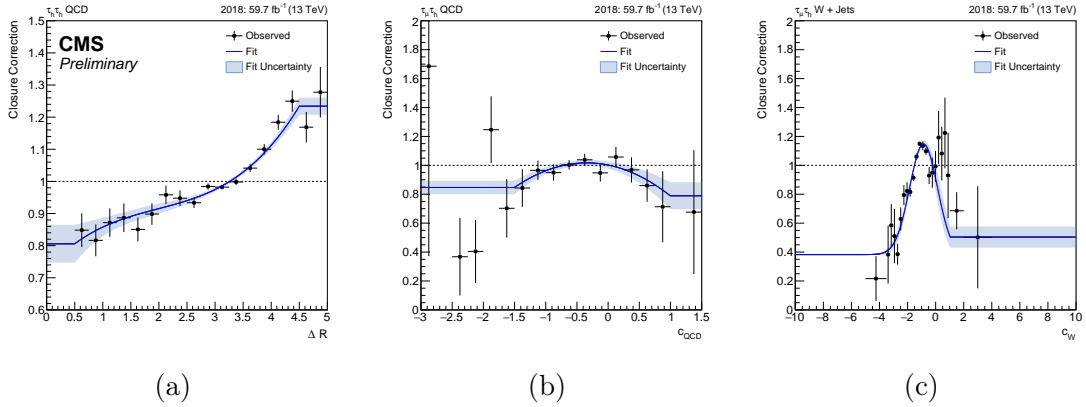 τₕτₕ QCD 2018: 59.7 fb⁻¹ (13 TeV)
Closure Correction
1.5
1.4
1.3
1.2
1.1
1
0.9
0.8
0.7
0.6
CMS
Preliminary
Observed
Fit
Fit Uncertainty
0 0.5 1 1.5 2 2.5 3 3.5 4 4.5 5
Δ R
(a)
τ_μτₕ QCD 2018: 59.7 fb⁻¹ (13 TeV)
Closure Correction
2
1.8
1.6
1.4
1.2
1
0.8
0.6
0.4
0.2
0
Observed
Fit
Fit Uncertainty
−3 −2.5 −2 −1.5 −1 −0.5 0 0.5 1 1.5
c_QCD
(b)
τ_μτₕ W + Jets 2018: 59.7 fb⁻¹ (13 TeV)
Closure Correction
2
1.8
1.6
1.4
1.2
1
0.8
0.6
0.4
0.2
0
Observed
Fit
Fit Uncertainty
−10 −8 −6 −4 −2 0 2 4 6 8 10
c_W
(c)